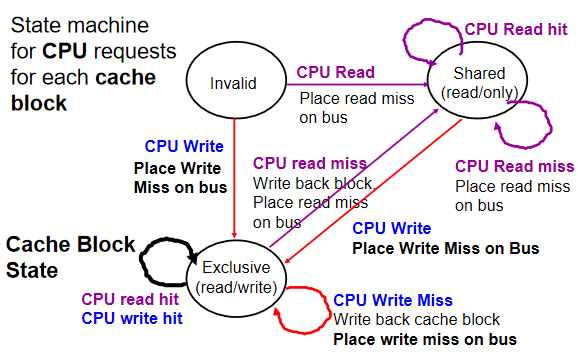 State machine
for CPU requests
for each cache
block
Invalid
CPU Read
Place read miss
on bus
CPU Read hit
Shared
(read/only)
CPU Read miss
Place read miss
on bus
CPU Write
Place Write
Miss on bus
CPU read miss
Write back block,
Place read miss
on bus
CPU Write
Place Write Miss on Bus
Cache Block
State
Exclusive
(read/write)
CPU read hit
CPU write hit
CPU Write Miss
Write back cache block
Place write miss on bus